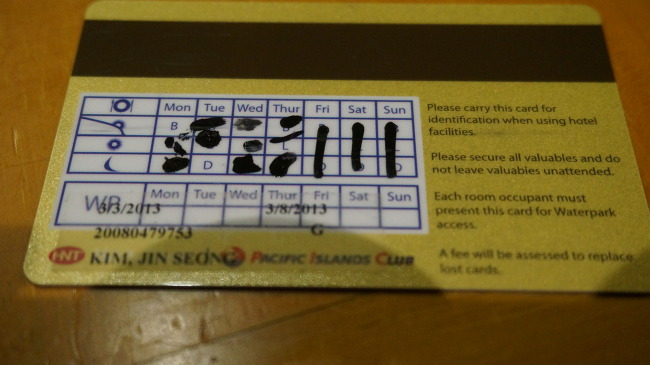 Mon Tue Wed Thur Fri Sat Sun
B
L
D D
Mon Tue Wed Thur Fri Sat Sun
WP
3/3/2013 3/8/2013
20080479753 G
HNT KIM, JIN SEONG PACIFIC ISLANDS CLUB
Please carry this card for
identification when using hotel
facilities.
Please secure all valuables and do
not leave valuables unattended.
Each room occupant must
present this card for Waterpark
access.
A fee will be assessed to replace
lost cards.